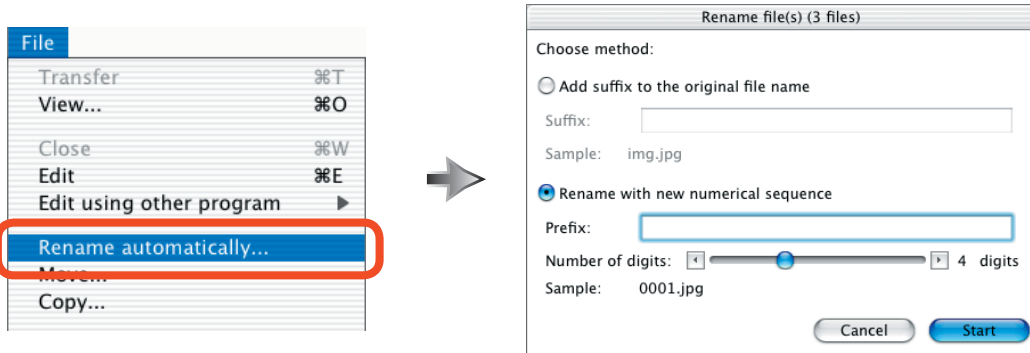 File
Transfer ⌘T
View... ⌘O
Close ⌘W
Edit ⌘E
Edit using other program
Rename automatically...
Move...
Copy...
Rename file(s) (3 files)
Choose method:
Add suffix to the original file name
Suffix:
Sample: img.jpg
Rename with new numerical sequence
Prefix:
Number of digits: 4 digits
Sample: 0001.jpg
Cancel Start